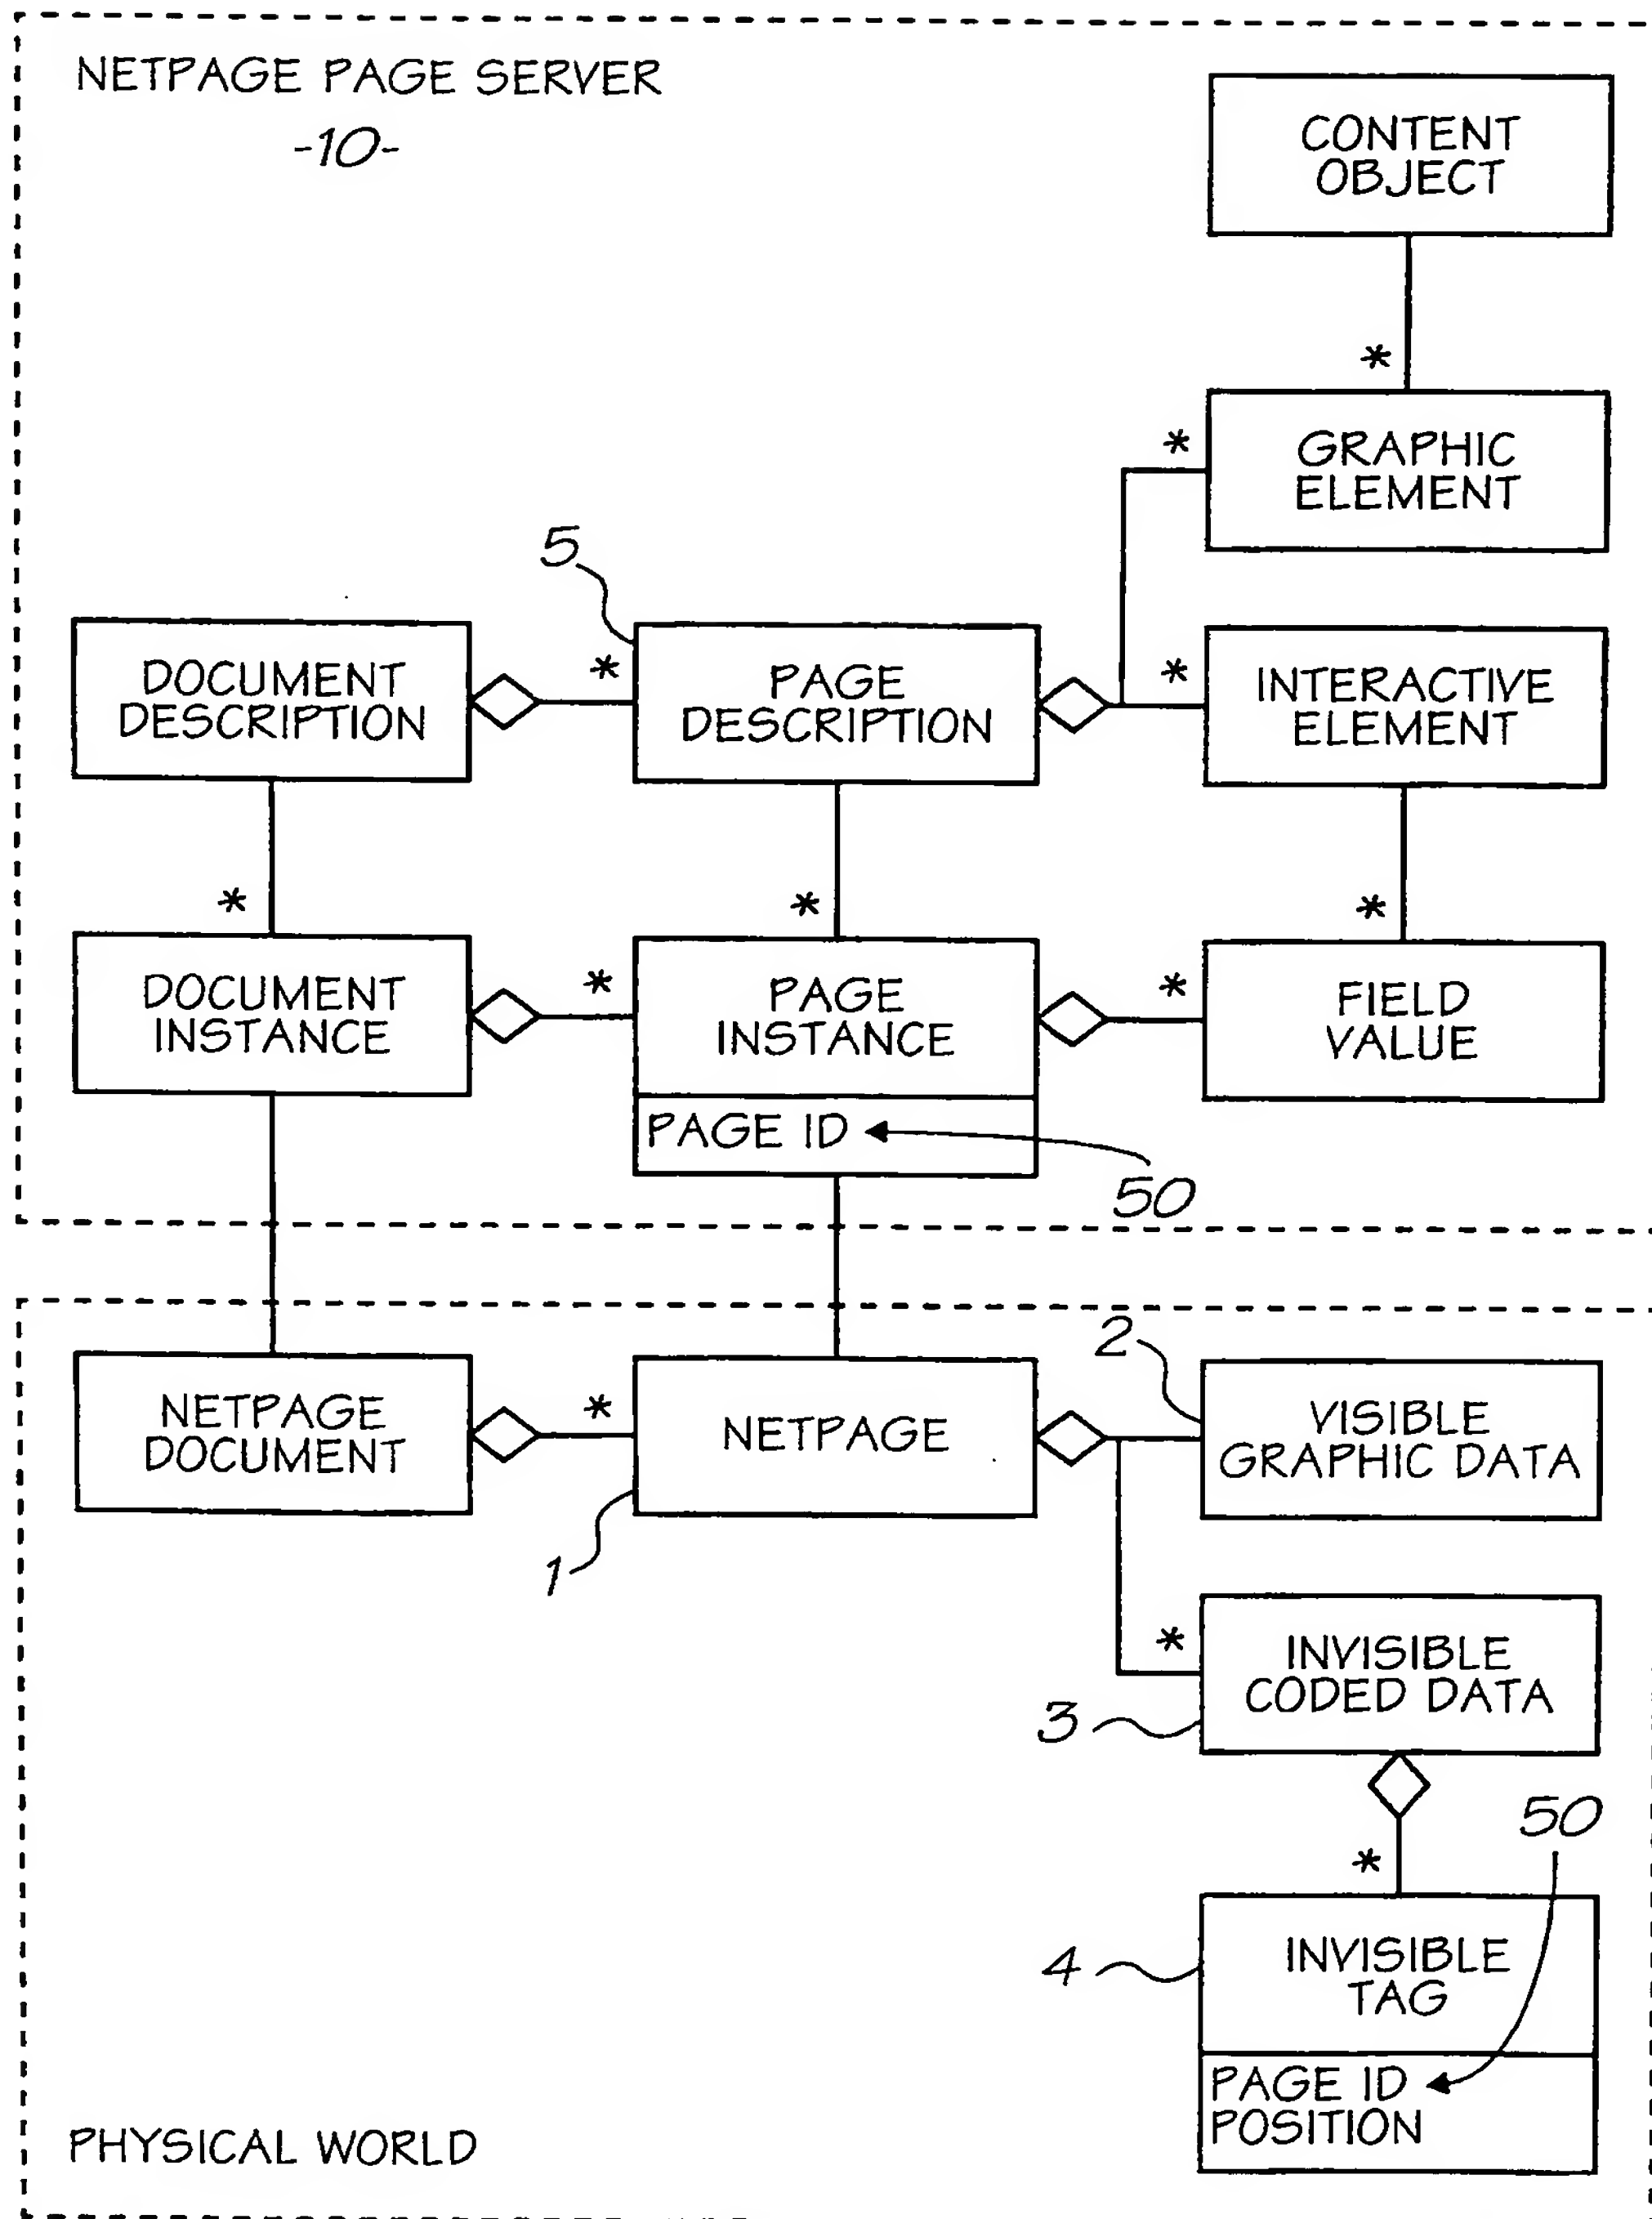 NETPAGE PAGE SERVER
-10-
CONTENT
OBJECT
*
*
GRAPHIC
ELEMENT
5
DOCUMENT
DESCRIPTION
*
PAGE
DESCRIPTION
*
INTERACTIVE
ELEMENT
*
*
*
DOCUMENT
INSTANCE
*
PAGE
INSTANCE
*
FIELD
VALUE
PAGE ID
50
2
NETPAGE
DOCUMENT
*
NETPAGE
VISIBLE
GRAPHIC DATA
1
*
INVISIBLE
CODED DATA
3
50
*
4
INVISIBLE
TAG
PAGE ID
POSITION
PHYSICAL WORLD